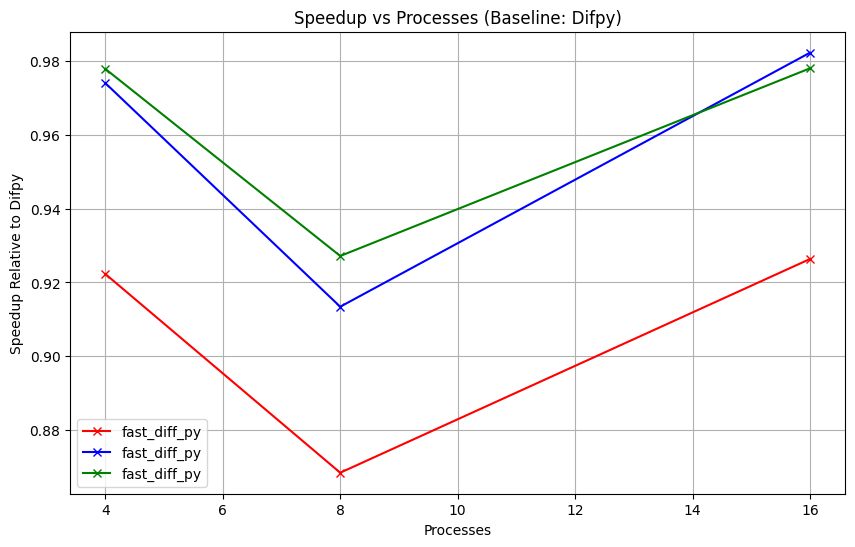 Speedup vs Processes (Baseline: Difpy)
Speedup Relative to Difpy
0.98
0.96
0.94
0.92
0.90
0.88
fast_diff_py
fast_diff_py
fast_diff_py
4 6 8 10 12 14 16
Processes